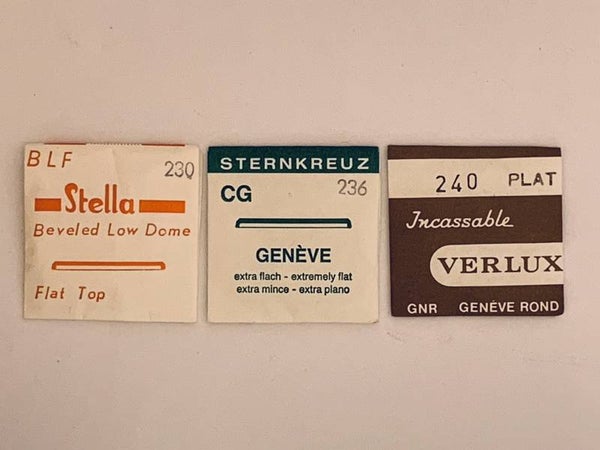 BLF
230
Stella
Beveled Low Dome
Flat Top
STERNKREUZ
CG
236
GENÈVE
extra flach - extremely flat
extra mince - extra piano
240 PLAT
Incassable
VERLUX
GNR GENÉVE ROND